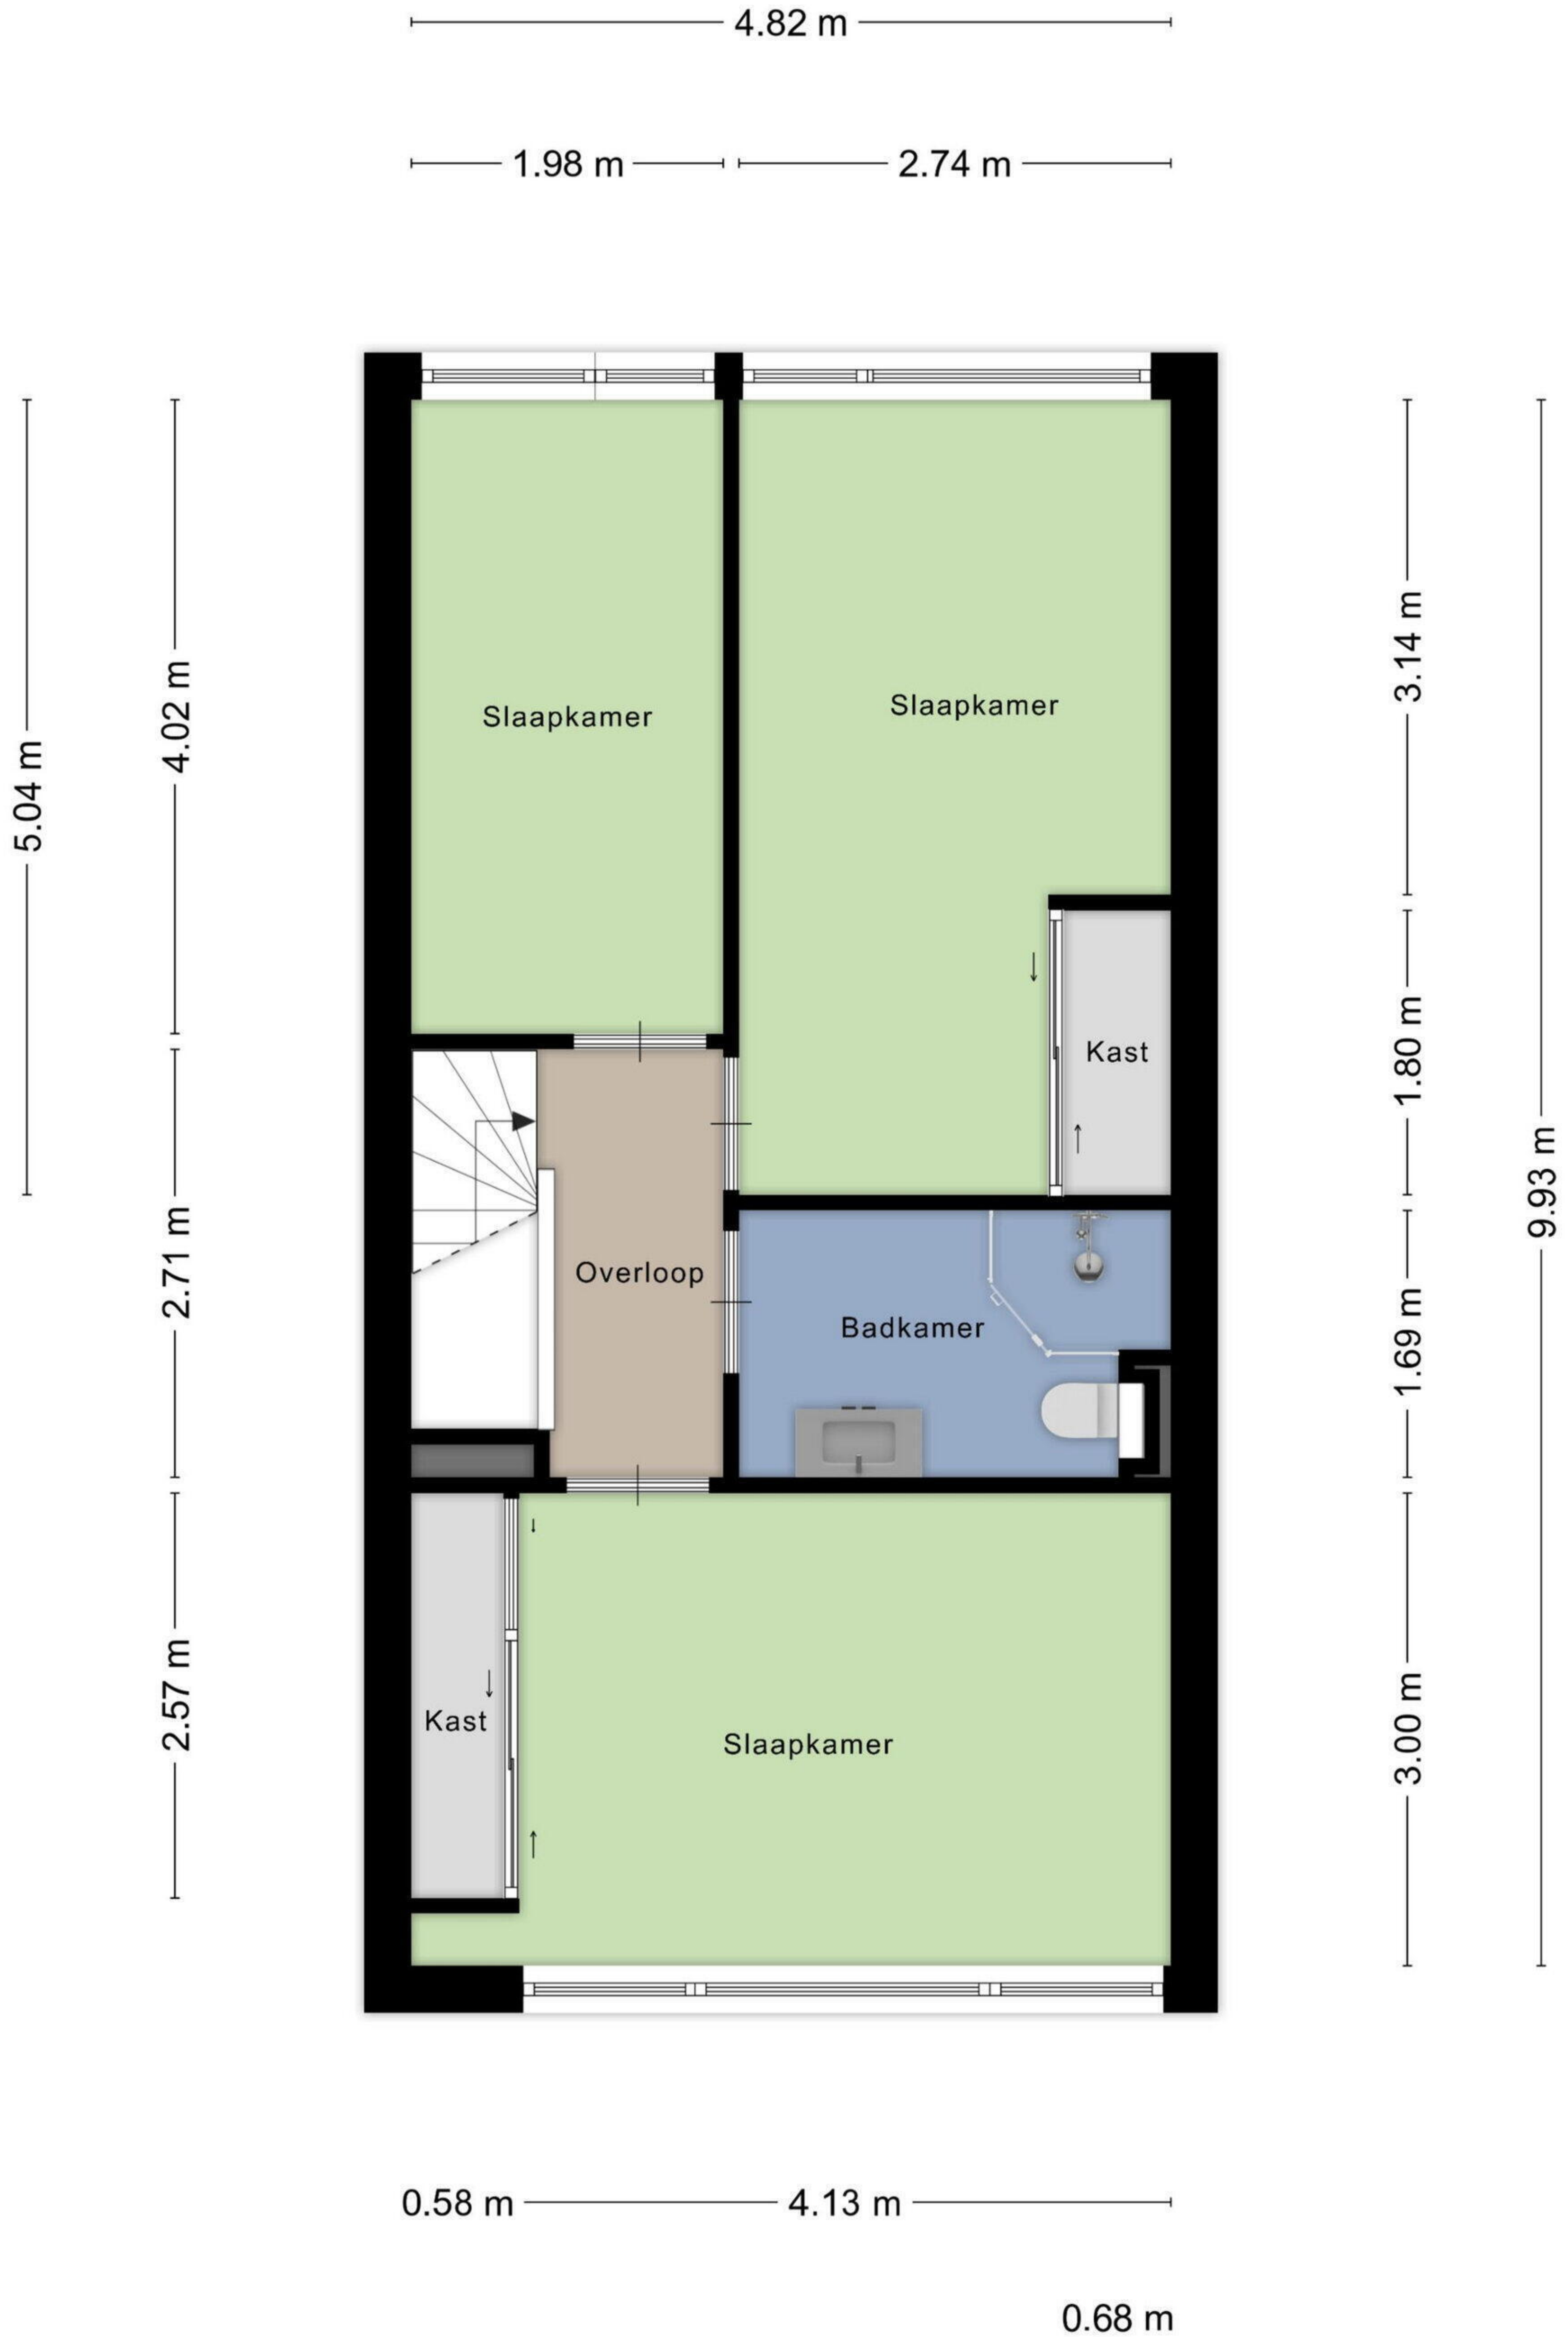 4.82 m
1.98 m
2.74 m
3.14 m
4.02 m
Slaapkamer
Slaapkamer
5.04 m
1.80 m
Kast
9.93 m
2.71 m
Overloop
Badkamer
1.69 m
2.57 m
Kast
Slaapkamer
3.00 m
0.58 m
4.13 m
0.68 m